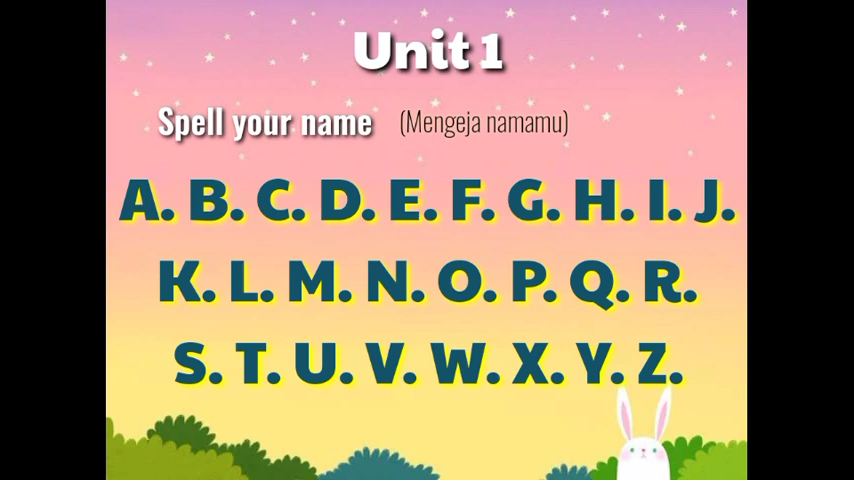 Unit 1
Spell your name (Mengeja namamu)
A. B. C. D. E. F. G. H. I. J.
K. L. M. N. O. P. Q. R.
S. T. U. V. W. X. Y. Z.